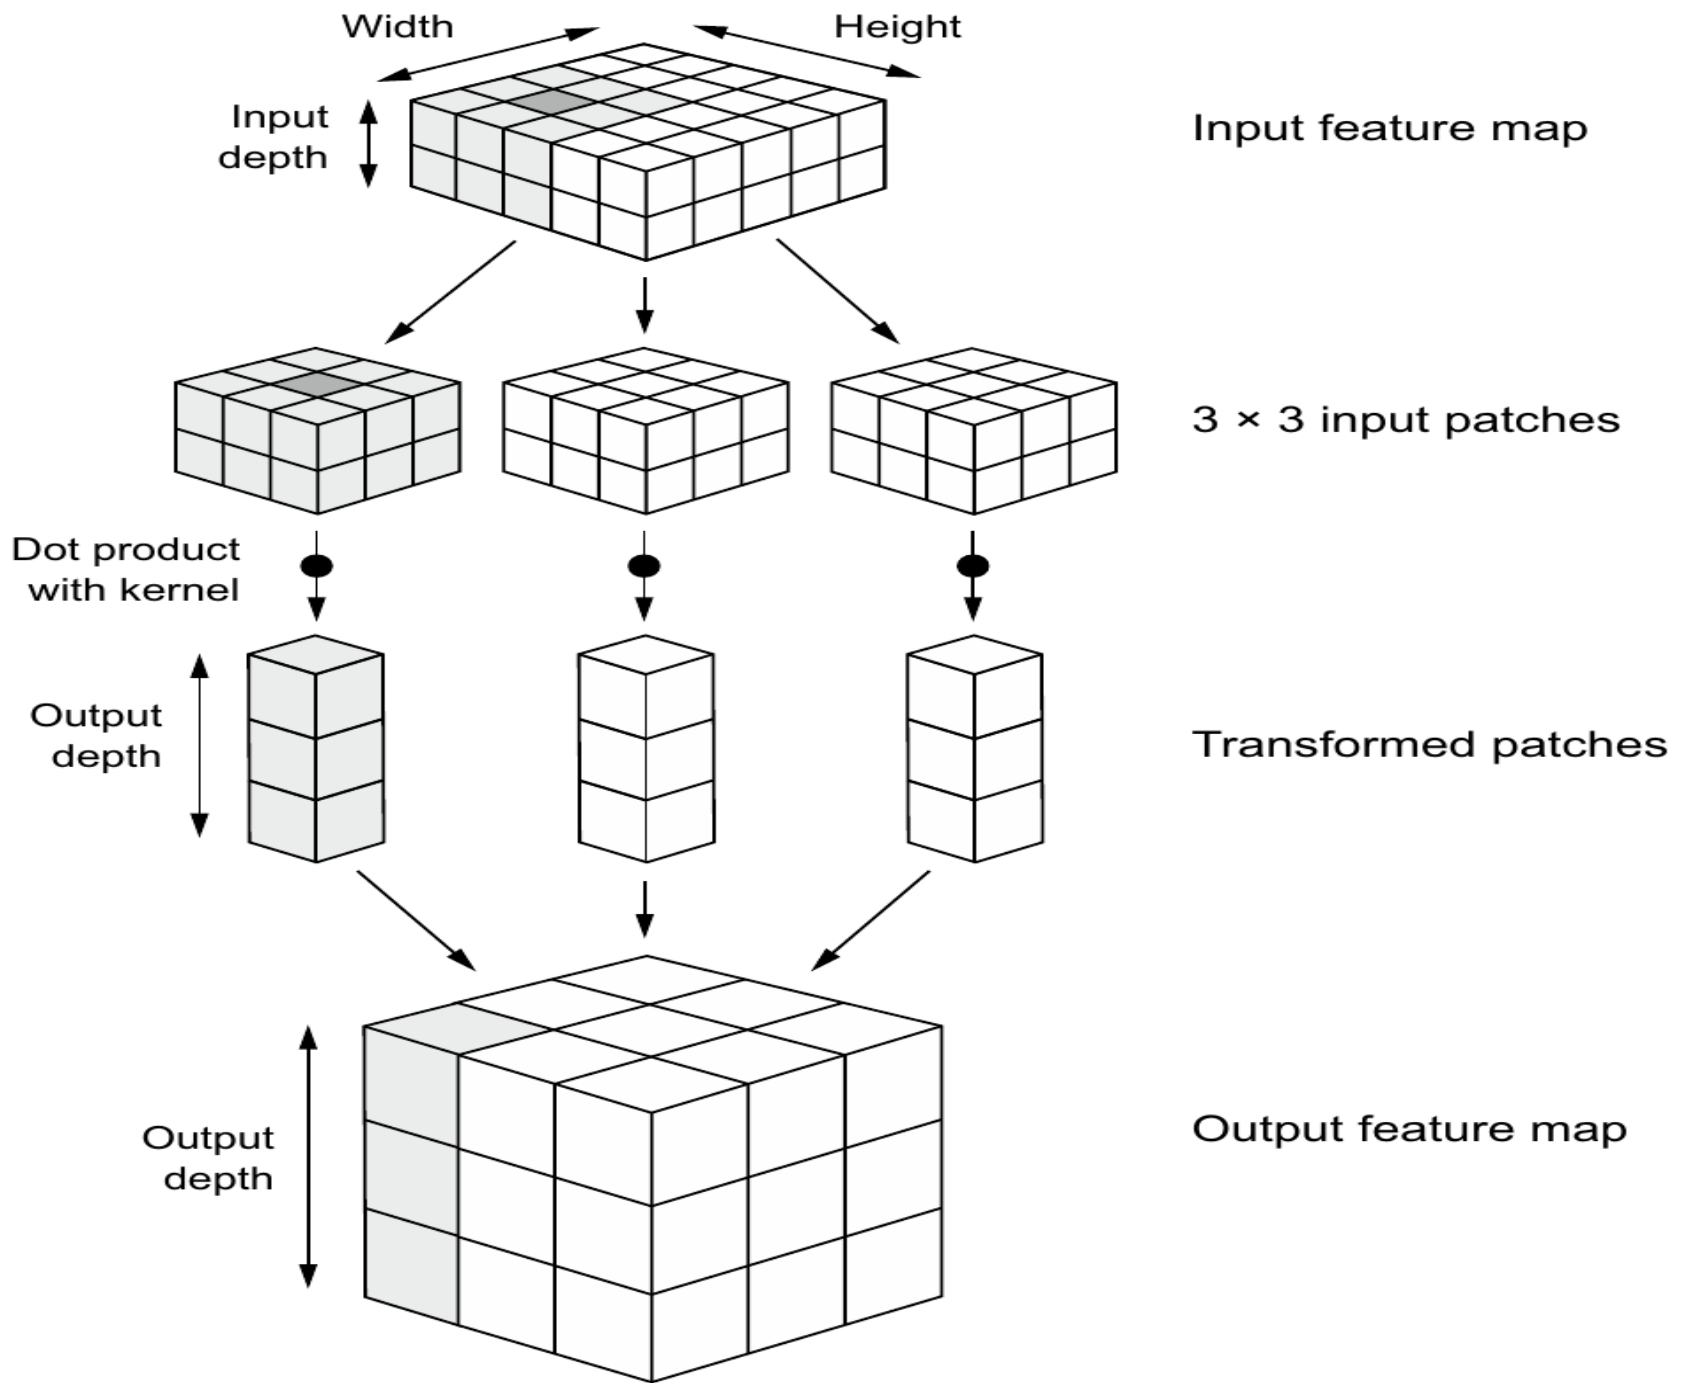 Width
Height
Input
depth
Input feature map
3 × 3 input patches
Dot product
with kernel
Output
depth
Transformed patches
Output
depth
Output feature map